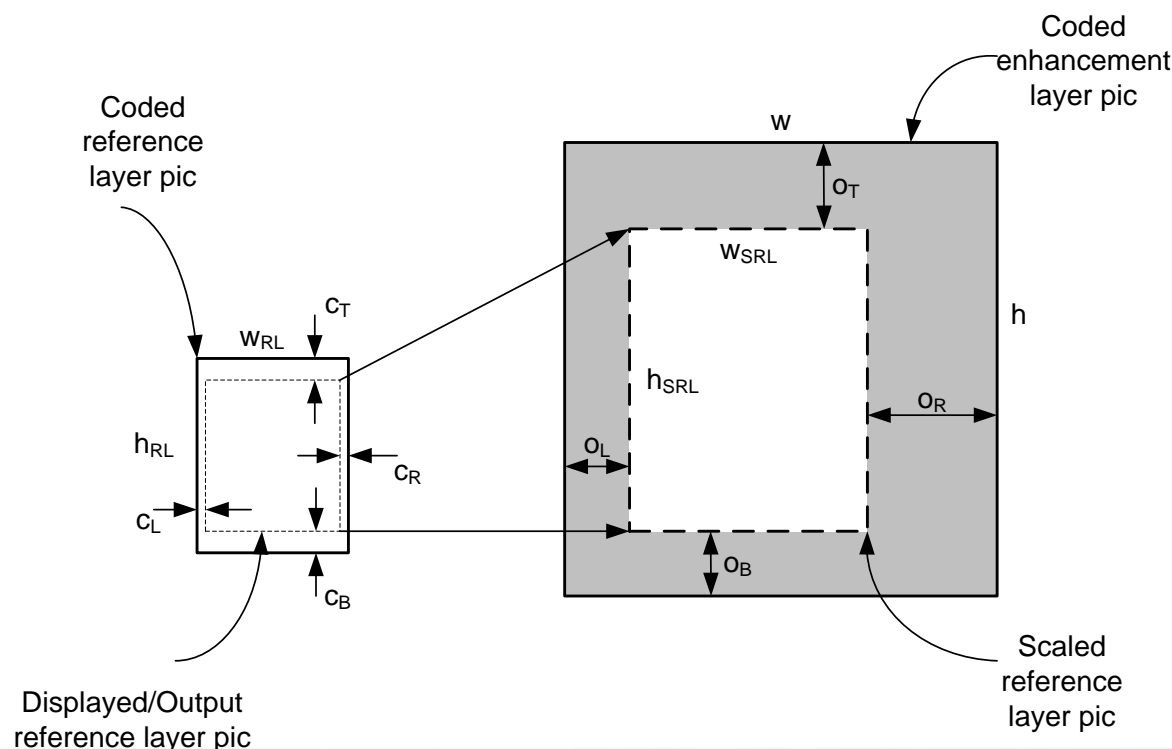 Coded
enhancement
layer pic
Coded
reference
layer pic
w
oT
wSRL
cT
wRL
h
hSRL
hRL
oR
oL
cR
cL
oB
cB
Scaled
reference
layer pic
Displayed/Output
reference layer pic